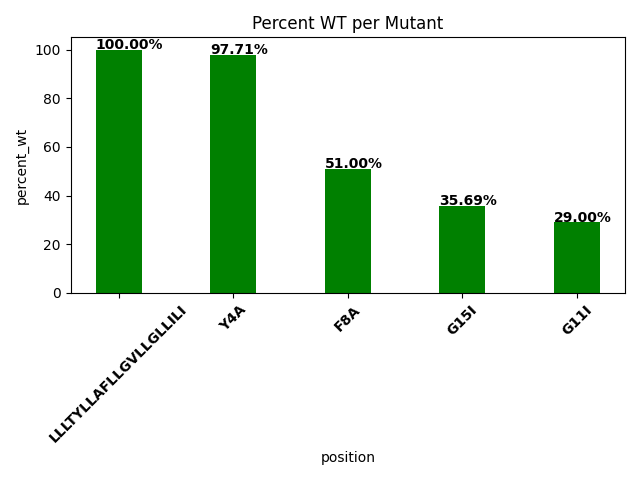 Percent WT per Mutant
100.00%
97.71%
51.00%
35.69%
29.00%
percent_wt
100
80
60
40
20
0
LLLTYLLAFLLGVLLGLLILI
Y4A
F8A
G15I
G11I
position